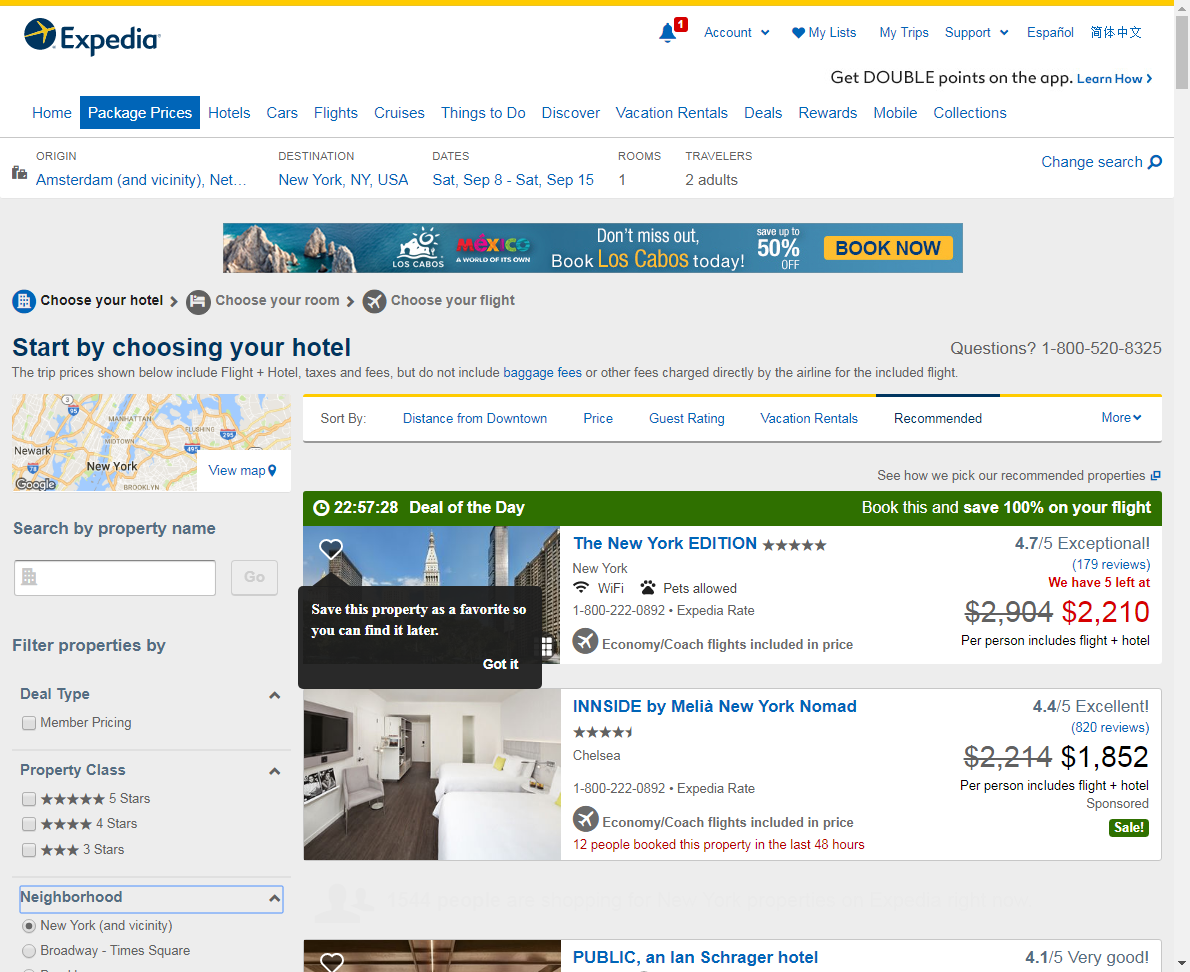 Expedia
1
Account
My Lists
My Trips
Support
Español
简体中文
Get DOUBLE points on the app. Learn How
Home
Package Prices
Hotels
Cars
Flights
Cruises
Things to Do
Discover
Vacation Rentals
Deals
Rewards
Mobile
Collections
ORIGIN
Amsterdam (and vicinity), Net...
DESTINATION
New York, NY, USA
DATES
Sat, Sep 8 - Sat, Sep 15
ROOMS
1
TRAVELERS
2 adults
Change search
LOS CABOS
MÉXICO
A WORLD OF ITS OWN
Don't miss out,
Book Los Cabos today!
save up to
50%
OFF
BOOK NOW
Choose your hotel
Choose your room
Choose your flight
Start by choosing your hotel
Questions? 1-800-520-8325
The trip prices shown below include Flight + Hotel, taxes and fees, but do not include baggage fees or other fees charged directly by the airline for the included flight.
3
95
MANHATTAN
FLUSHING
295
MIDTOWN
495
Newark
78
New York
BROOKLYN
Google
View map
Sort By:
Distance from Downtown
Price
Guest Rating
Vacation Rentals
Recommended
More
See how we pick our recommended properties
Search by property name
Go
Filter properties by
Deal Type
Member Pricing
Property Class
5 Stars
4 Stars
3 Stars
Neighborhood
New York (and vicinity)
Broadway - Times Square
22:57:28 Deal of the Day
Book this and save 100% on your flight
The New York EDITION
New York
WiFi
Pets allowed
1-800-222-0892 • Expedia Rate
Economy/Coach flights included in price
4.7/5 Exceptional!
(179 reviews)
We have 5 left at
$2,904 $2,210
Per person includes flight + hotel
Save this property as a favorite so
you can find it later.
Got it
INNSIDE by Melià New York Nomad
Chelsea
1-800-222-0892 • Expedia Rate
Economy/Coach flights included in price
12 people booked this property in the last 48 hours
4.4/5 Excellent!
(820 reviews)
$2,214 $1,852
Per person includes flight + hotel
Sponsored
Sale!
PUBLIC, an Ian Schrager hotel
4.1/5 Very good!